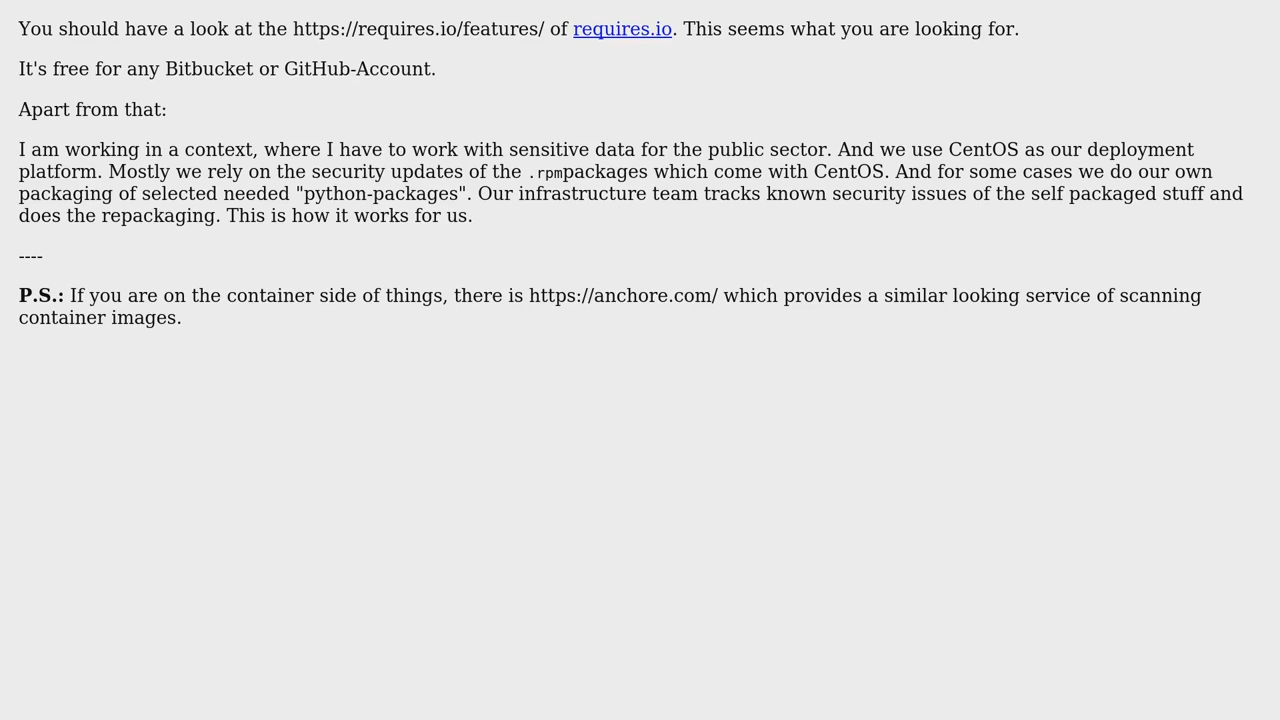 You should have a look at the https://requires.io/features/ of requires.io. This seems what you are looking for.
It's free for any Bitbucket or GitHub-Account.
Apart from that:
I am working in a context, where I have to work with sensitive data for the public sector. And we use CentOS as our deployment
platform. Mostly we rely on the security updates of the .rpmpackages which come with CentOS. And for some cases we do our own
packaging of selected needed "python-packages". Our infrastructure team tracks known security issues of the self packaged stuff and
does the repackaging. This is how it works for us.
----
P.S.: If you are on the container side of things, there is https://anchore.com/ which provides a similar looking service of scanning
container images.